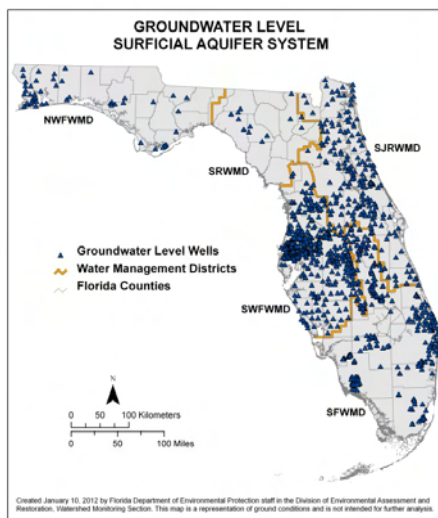 GROUNDWATER LEVEL
SURFICIAL AQUIFER SYSTEM
NWFWMD
SJRWMD
SRWMD
Groundwater Level Wells
Water Management Districts
Florida Counties
SWFWMD
N
0 50 100 Kilometers
0 50 100 Miles
SFWMD
Created January 10, 2012 by Florida Department of Environmental Protection staff in the Division of Environmental Assessment and
Restoration, Watershed Monitoring Section. This map is a representation of ground conditions and is not intended for further analysis.